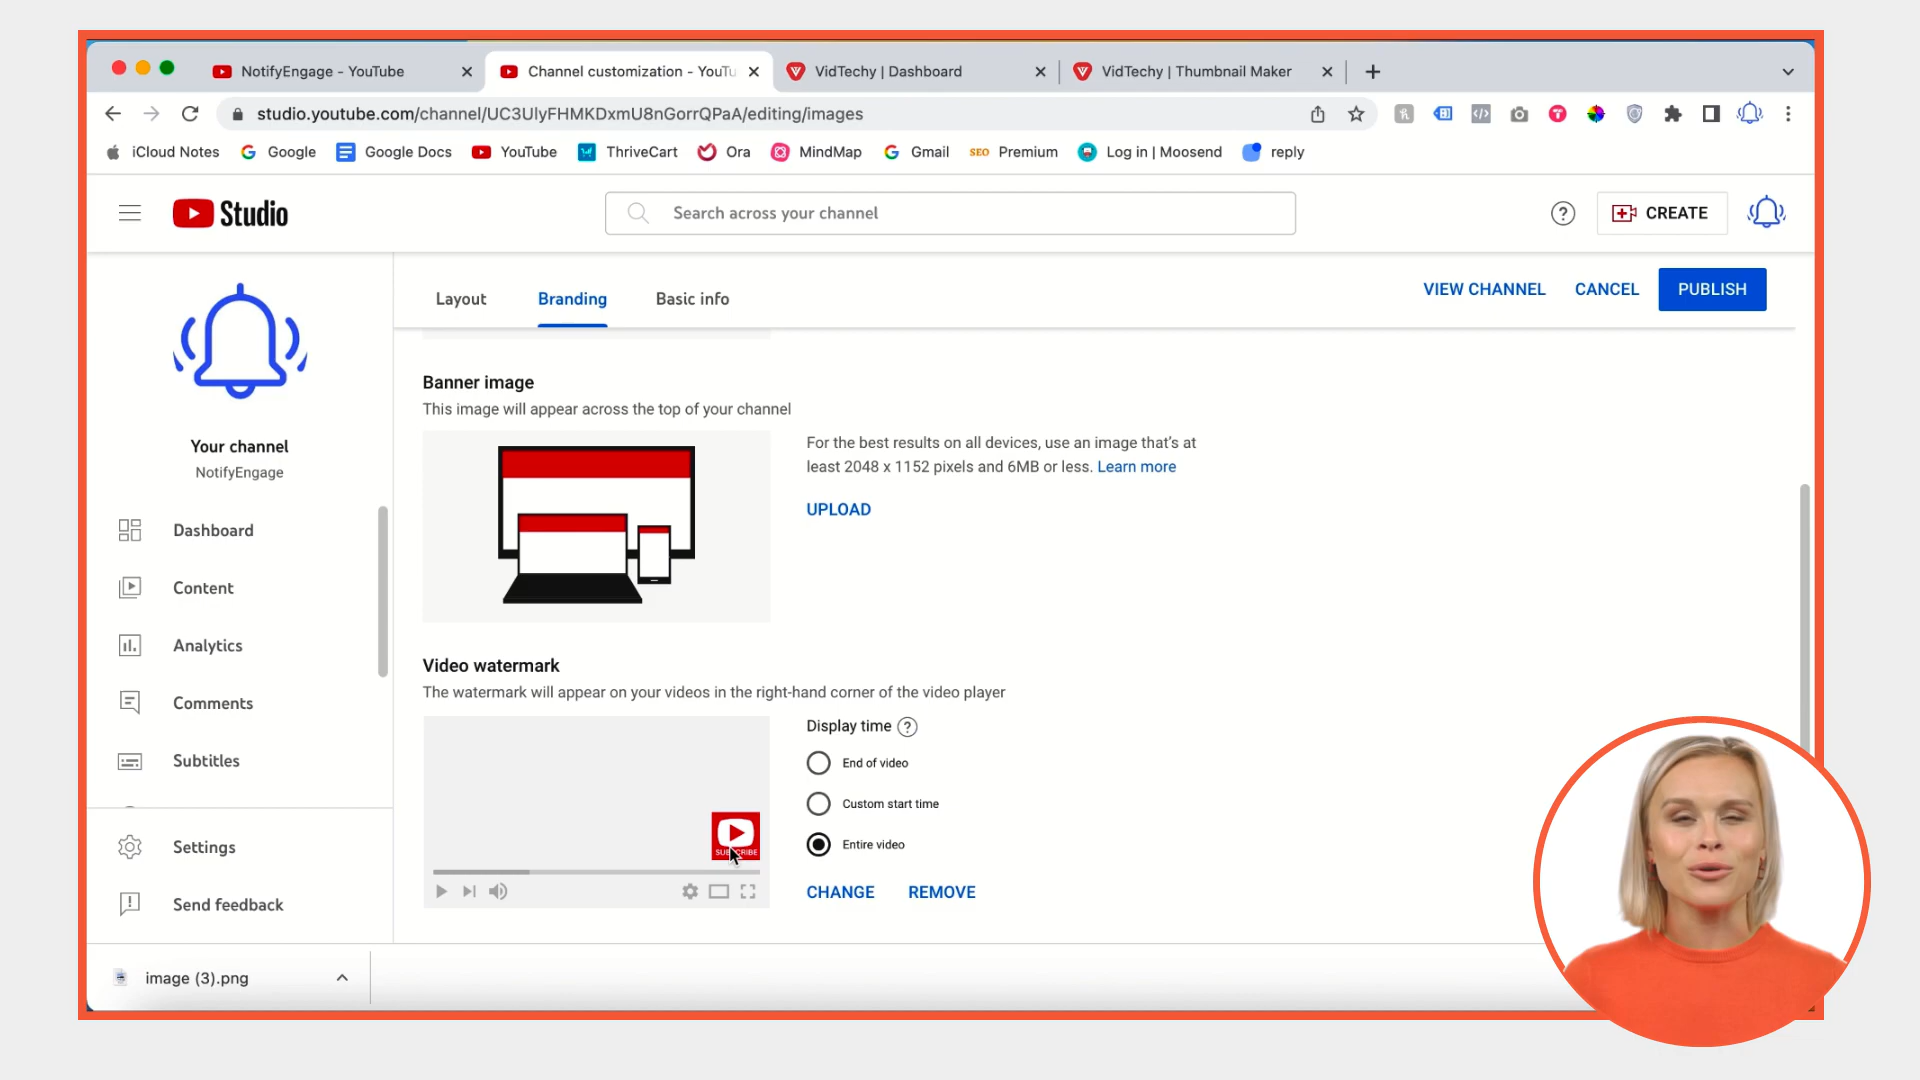 NotifyEngage - YouTube
Channel customization - YouTu
VidTechy | Dashboard
VidTechy | Thumbnail Maker
studio.youtube.com/channel/UC3UlyFHMKDxmU8nGorrQPaA/editing/images
iCloud Notes
Google
Google Docs
YouTube
ThriveCart
Ora
MindMap
Gmail
SEO
Premium
Log in | Moosend
reply
Studio
Search across your channel
CREATE
Layout
Branding
Basic info
VIEW CHANNEL
CANCEL
PUBLISH
Your channel
NotifyEngage
Dashboard
Content
Analytics
Comments
Subtitles
Settings
Send feedback
Banner image
This image will appear across the top of your channel
For the best results on all devices, use an image that's at
least 2048 x 1152 pixels and 6MB or less. Learn more
UPLOAD
Video watermark
The watermark will appear on your videos in the right-hand corner of the video player
Display time
End of video
Custom start time
Entire video
SUBSCRIBE
CHANGE
REMOVE
image (3).png